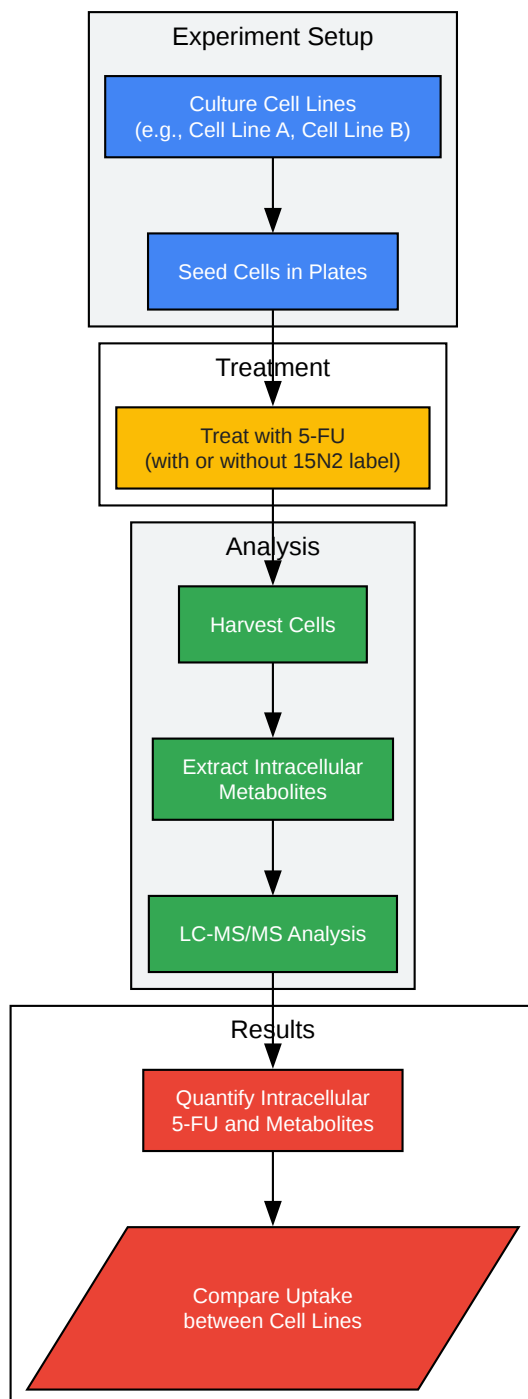 Experiment Setup
Culture Cell Lines
(e.g., Cell Line A, Cell Line B)
Seed Cells in Plates
Treatment
Treat with 5-FU
(with or without 15N2 label)
Analysis
Harvest Cells
Extract Intracellular
Metabolites
LC-MS/MS Analysis
Results
Quantify Intracellular
5-FU and Metabolites
Compare Uptake
between Cell Lines